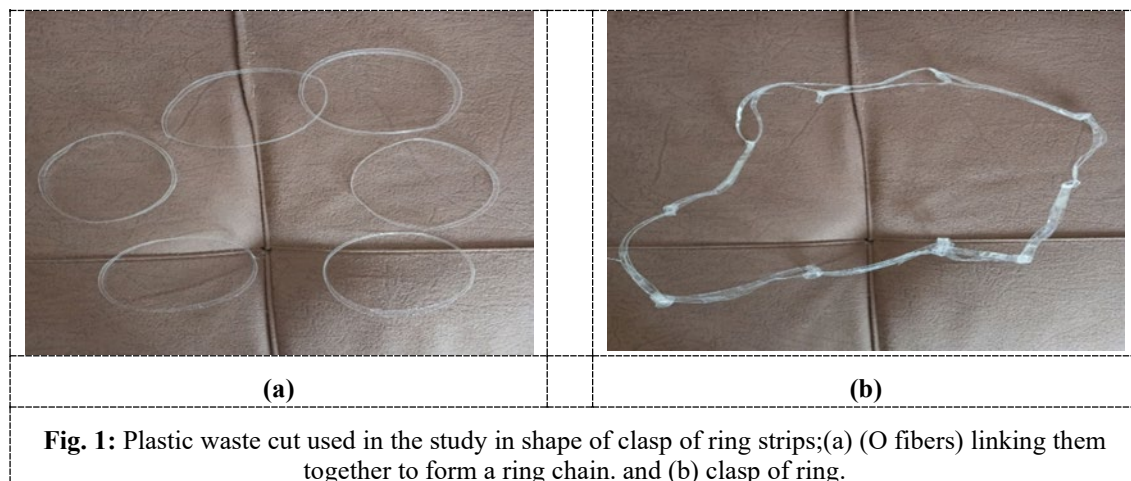 (a)
(b)
Fig. 1: Plastic waste cut used in the study in shape of clasp of ring strips;(a) (O fibers) linking them
together to form a ring chain. and (b) clasp of ring.